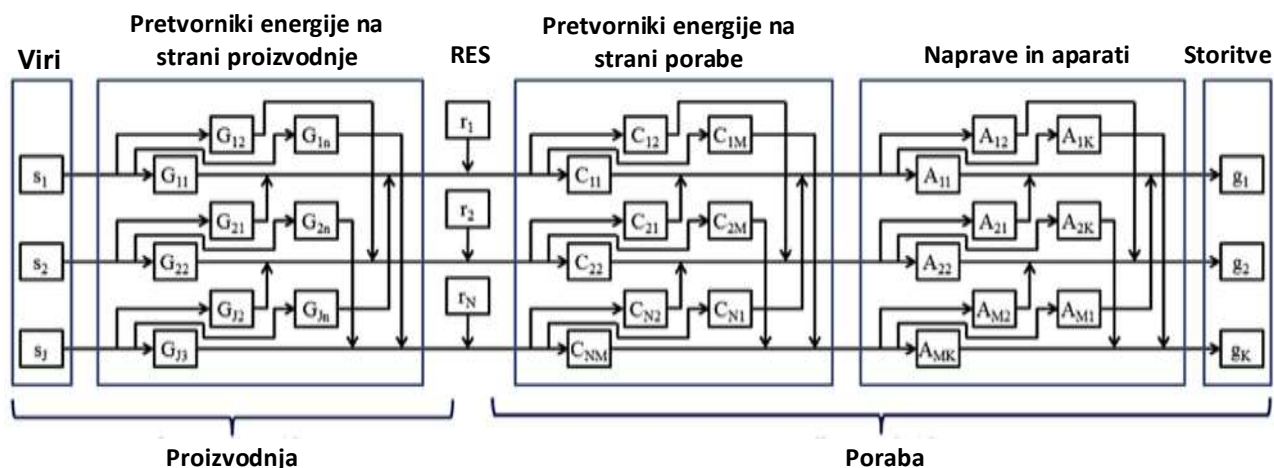 Viri
Pretvorniki energije na
strani proizvodnje
RES
Pretvorniki energije na
strani porabe
Naprave in aparati
Storitve
G12
G1n
r1
C12
C1M
A12
A1K
s1
G11
C11
A11
g1
G21
G2n
r2
C21
C2M
A21
A2K
s2
G22
C22
A22
g2
GJ2
GJn
rN
CN2
CN1
AM2
AM1
sJ
GJ3
CNM
AMK
gK
Proizvodnja
Poraba